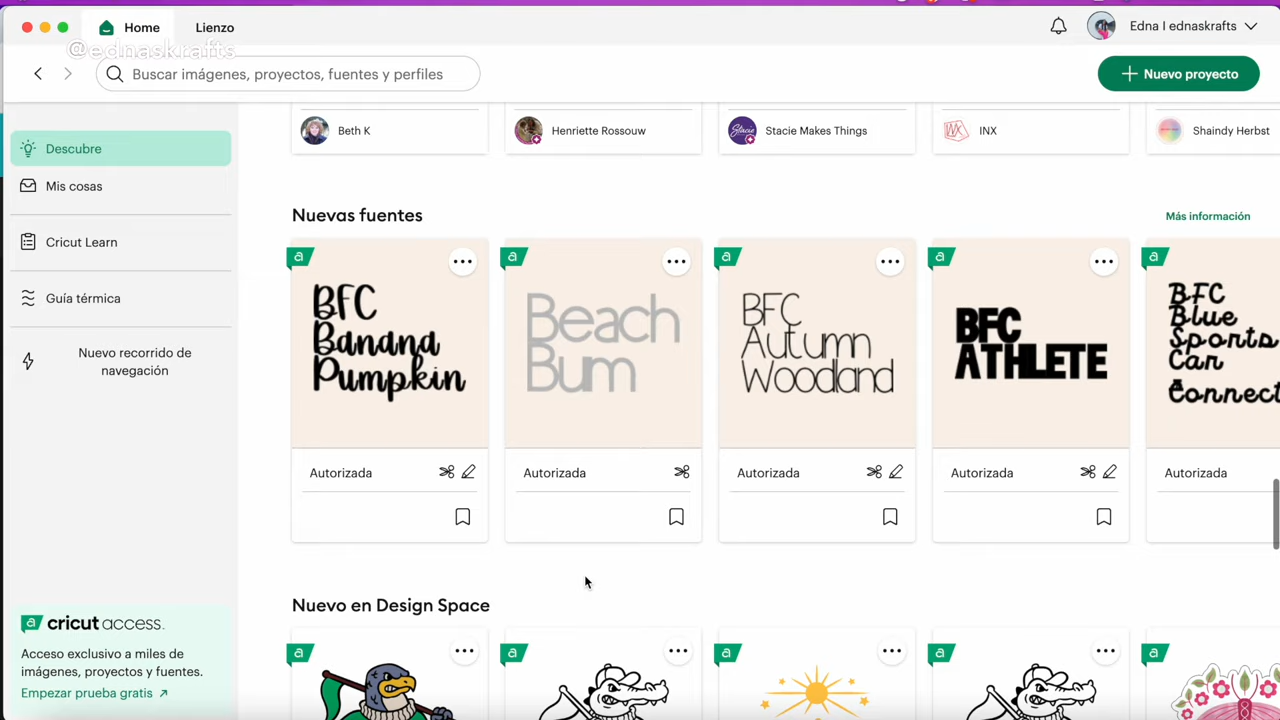 Home
Lienzo
Edna I ednaskrafts
@ednaskrafts
Buscar imágenes, proyectos, fuentes y perfiles
Nuevo proyecto
Beth K
Henriette Rossouw
Stacie
Stacie Makes Things
INX
Shaindy Herbst
Descubre
Mis cosas
Cricut Learn
Guía térmica
Nuevo recorrido de
navegación
Nuevas fuentes
Más información
a
a
a
a
a
BFC
Banana
Pumpkin
Beach
Bum
BFC
Autumn
Woodland
BFC
ATHLETE
BFC
Blue
Sports
Car
Connect
Autorizada
Autorizada
Autorizada
Autorizada
Autorizada
Nuevo en Design Space
a
a
a
a
a
a cricut access.
Acceso exclusivo a miles de
imágenes, proyectos y fuentes.
Empezar prueba gratis